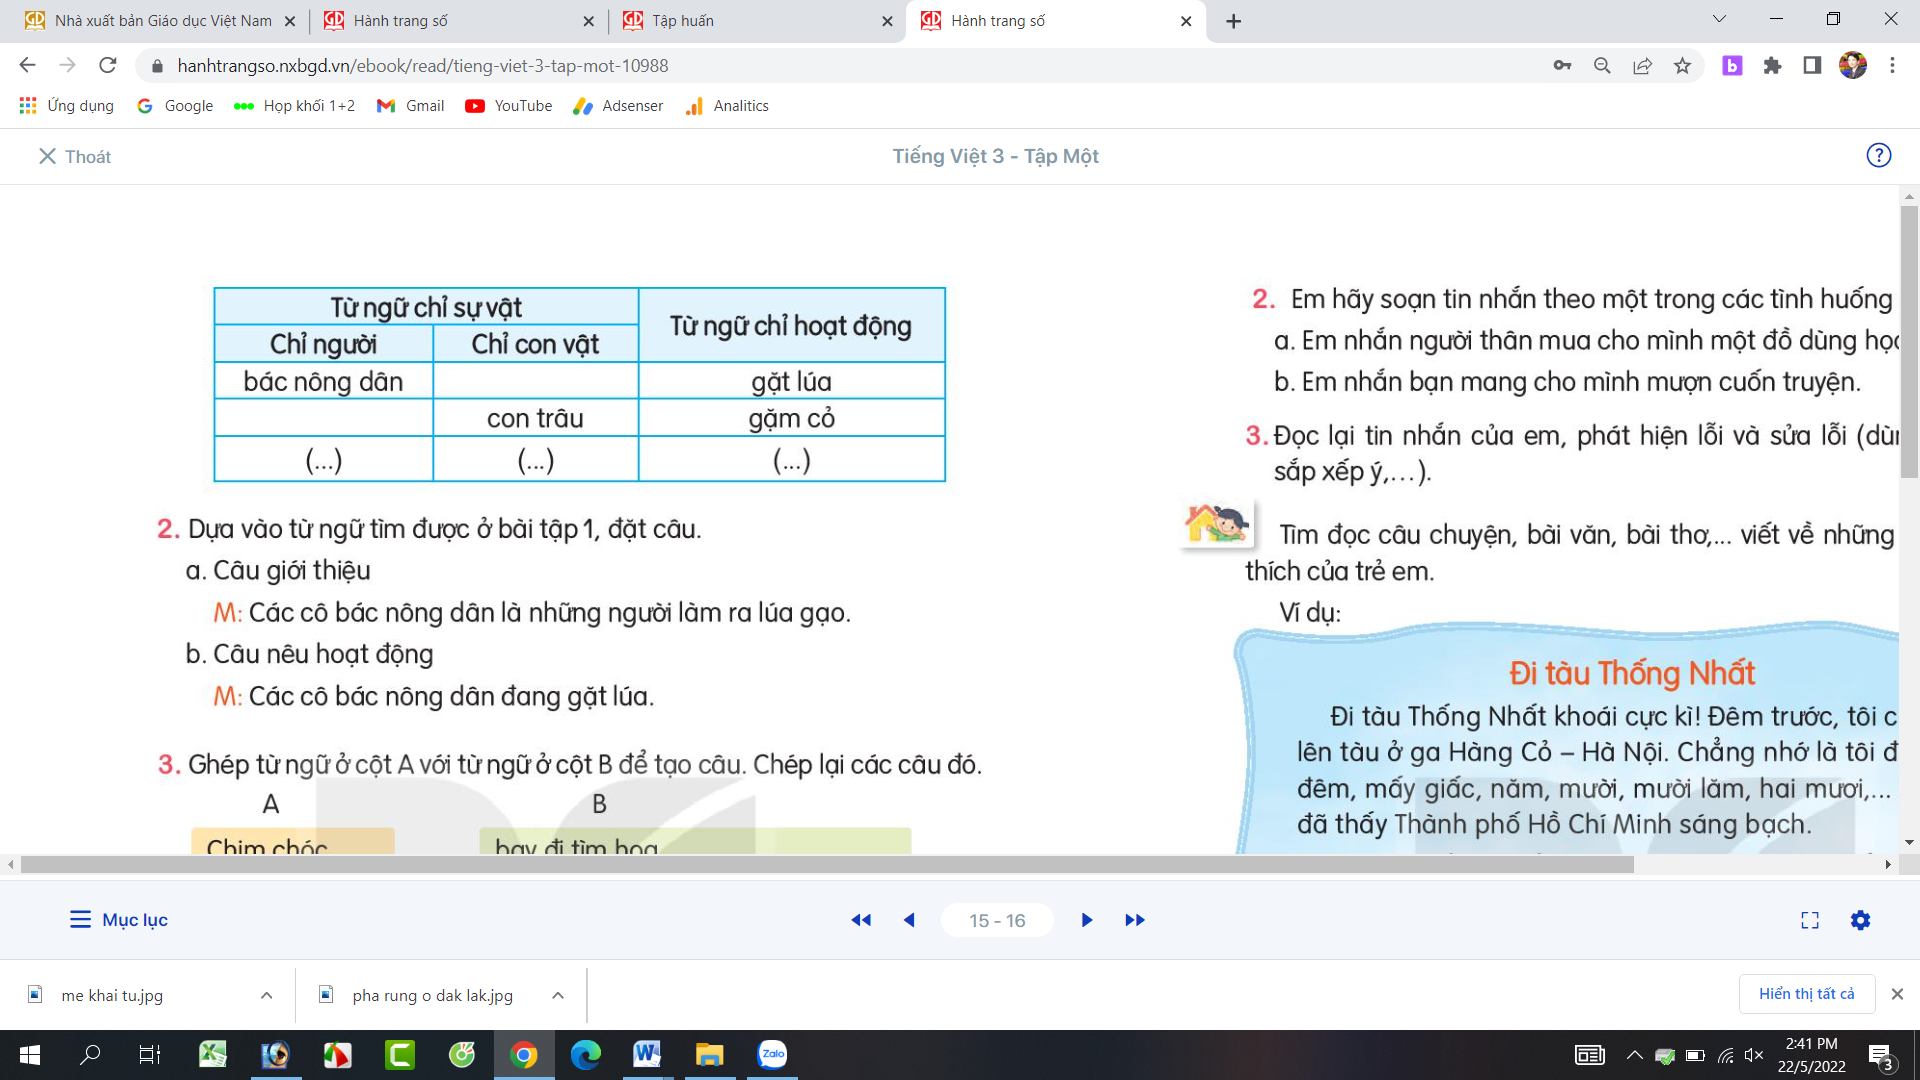 Nhà xuất bản Giáo dục Việt Nam
Hành trang số
Tập huấn
Hành trang số
hanhtrangso.nxbgd.vn/ebook/read/tieng-viet-3-tap-mot-10988
Ứng dụng
Google
Họp khối 1+2
Gmail
YouTube
Adsenser
Analitics
Thoát
Tiếng Việt 3 - Tập Một
Từ ngữ chỉ sự vật
Từ ngữ chỉ hoạt động
Chỉ người
Chỉ con vật
bác nông dân
gặt lúa
con trâu
gặm cỏ
(...)
(...)
(...)
2. Dựa vào từ ngữ tìm được ở bài tập 1, đặt câu.
a. Câu giới thiệu
M: Các cô bác nông dân là những người làm ra lúa gạo.
b. Câu nêu hoạt động
M: Các cô bác nông dân đang gặt lúa.
3. Ghép từ ngữ ở cột A với từ ngữ ở cột B để tạo câu. Chép lại các câu đó.
A
B
Chim chóc
bay đi tìm hoa
2. Em hãy soạn tin nhắn theo một trong các tình huống
a. Em nhắn người thân mua cho mình một đồ dùng học
b. Em nhắn bạn mang cho mình mượn cuốn truyện.
3. Đọc lại tin nhắn của em, phát hiện lỗi và sửa lỗi (dùn
sắp xếp ý,...).
Tìm đọc câu chuyện, bài văn, bài thơ,... viết về những
thích của trẻ em.
Ví dụ:
Đi tàu Thống Nhất
Đi tàu Thống Nhất khoái cực kì! Đêm trước, tôi c
lên tàu ở ga Hàng Cỏ – Hà Nội. Chẳng nhớ là tôi đ
đêm, mấy giấc, năm, mười, mười lăm, hai mươi,...
đã thấy Thành phố Hồ Chí Minh sáng bạch.
Mục lục
15 - 16
me khai tu.jpg
pha rung o dak lak.jpg
Hiển thị tất cả
Zalo
2:41 PM
22/5/2022
3